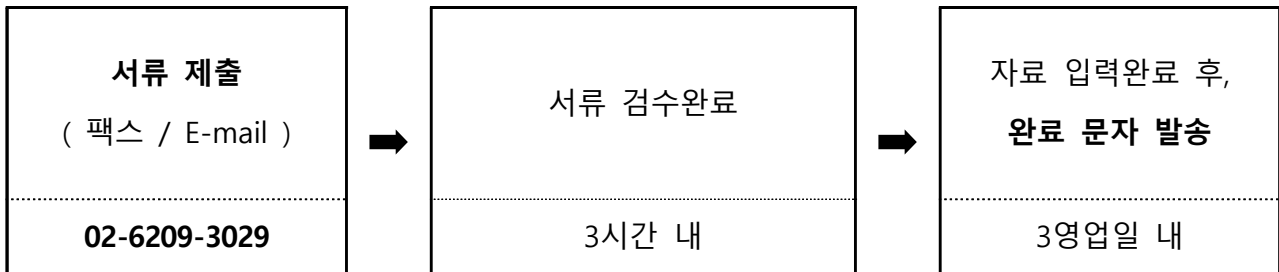 서류 제출
( 팩스 / E-mail )
02-6209-3029
서류 검수완료
3시간 내
자료 입력완료 후,
완료 문자 발송
3영업일 내